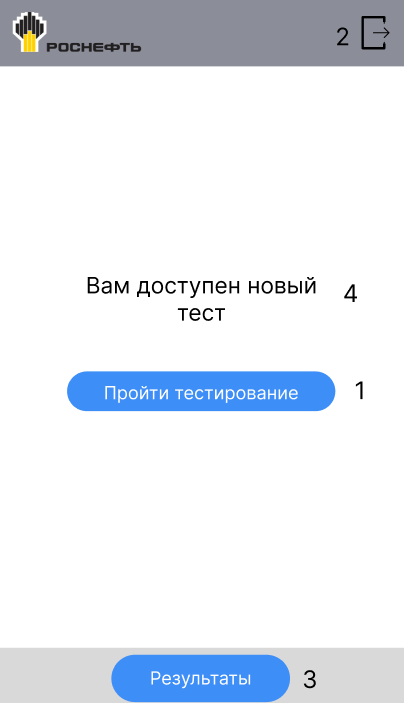 РОСНЕФТЬ 2
Вам доступен новый
тест
4
Пройти тестирование 1
Результаты 3